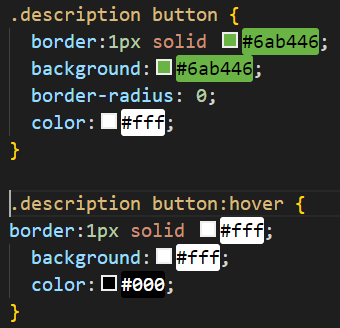 .description button {
border:1px solid #6ab446;
background: #6ab446;
border-radius: 0;
color: #fff;
}
.description button:hover {
border:1px solid #fff;
background: #fff;
color: #000;
}